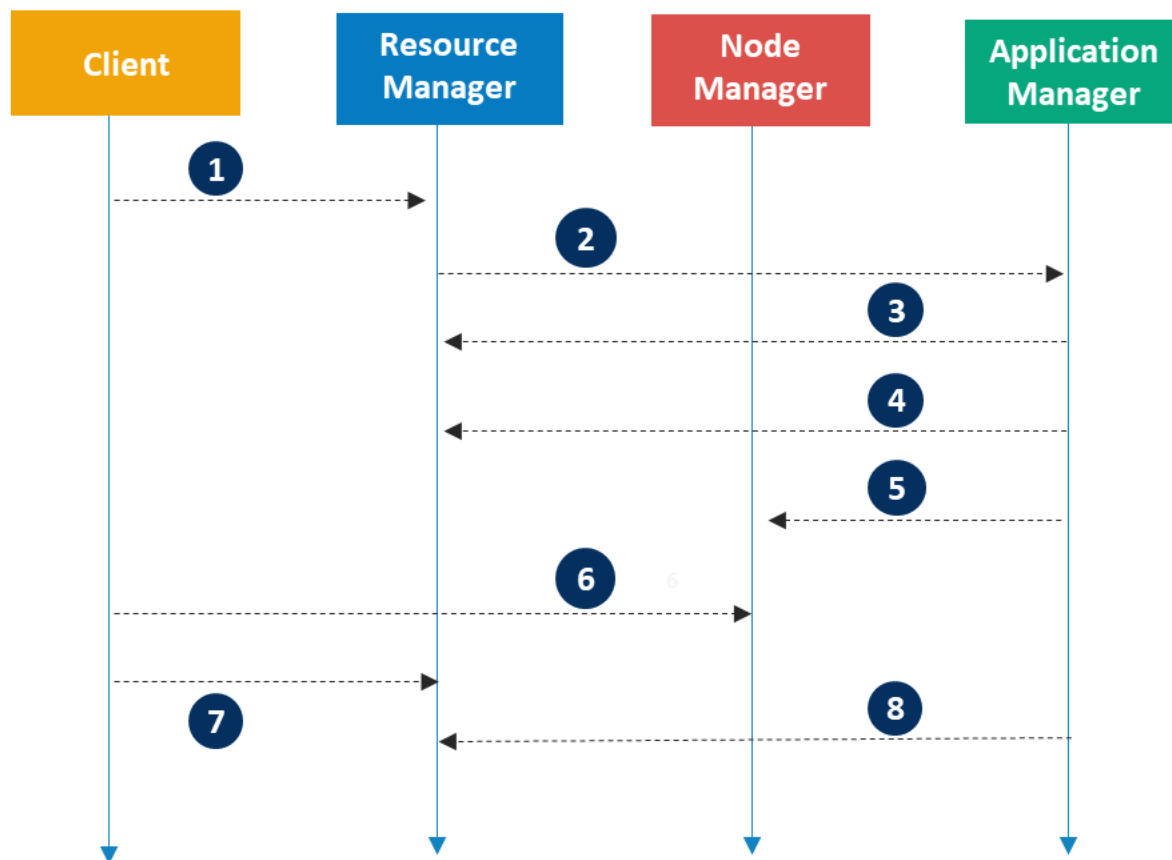 Client
Resource
Manager
Node
Manager
Application
Manager
1
2
3
4
5
6
6
7
8